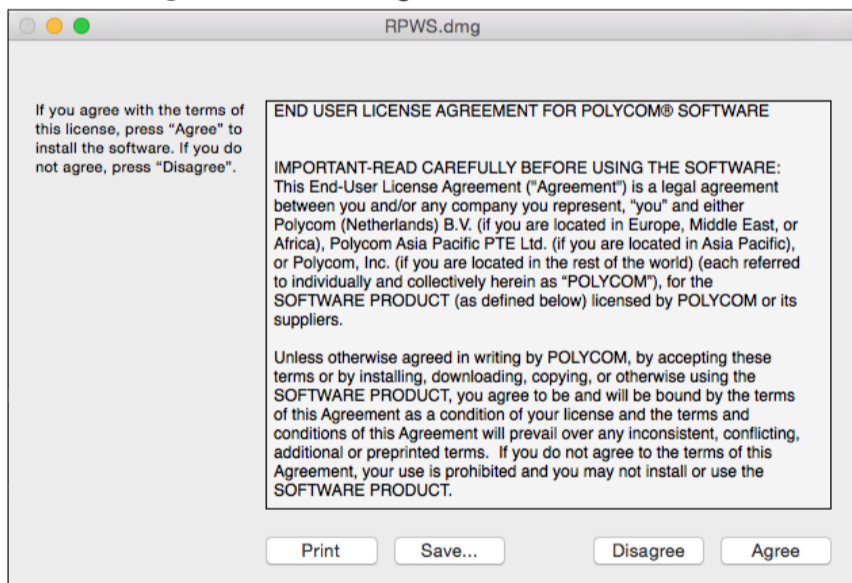 RPWS.dmg
If you agree with the terms of
this license, press “Agree” to
install the software. If you do
not agree, press “Disagree”.
END USER LICENSE AGREEMENT FOR POLYCOM® SOFTWARE
IMPORTANT-READ CAREFULLY BEFORE USING THE SOFTWARE:
This End-User License Agreement ("Agreement") is a legal agreement
between you and/or any company you represent, “you” and either
Polycom (Netherlands) B.V. (if you are located in Europe, Middle East, or
Africa), Polycom Asia Pacific PTE Ltd. (if you are located in Asia Pacific),
or Polycom, Inc. (if you are located in the rest of the world) (each referred
to individually and collectively herein as “POLYCOM”), for the
SOFTWARE PRODUCT (as defined below) licensed by POLYCOM or its
suppliers.
Unless otherwise agreed in writing by POLYCOM, by accepting these
terms or by installing, downloading, copying, or otherwise using the
SOFTWARE PRODUCT, you agree to be and will be bound by the terms
of this Agreement as a condition of your license and the terms and
conditions of this Agreement will prevail over any inconsistent, conflicting,
additional or preprinted terms.  If you do not agree to the terms of this
Agreement, your use is prohibited and you may not install or use the
SOFTWARE PRODUCT.
Print Save... Disagree Agree